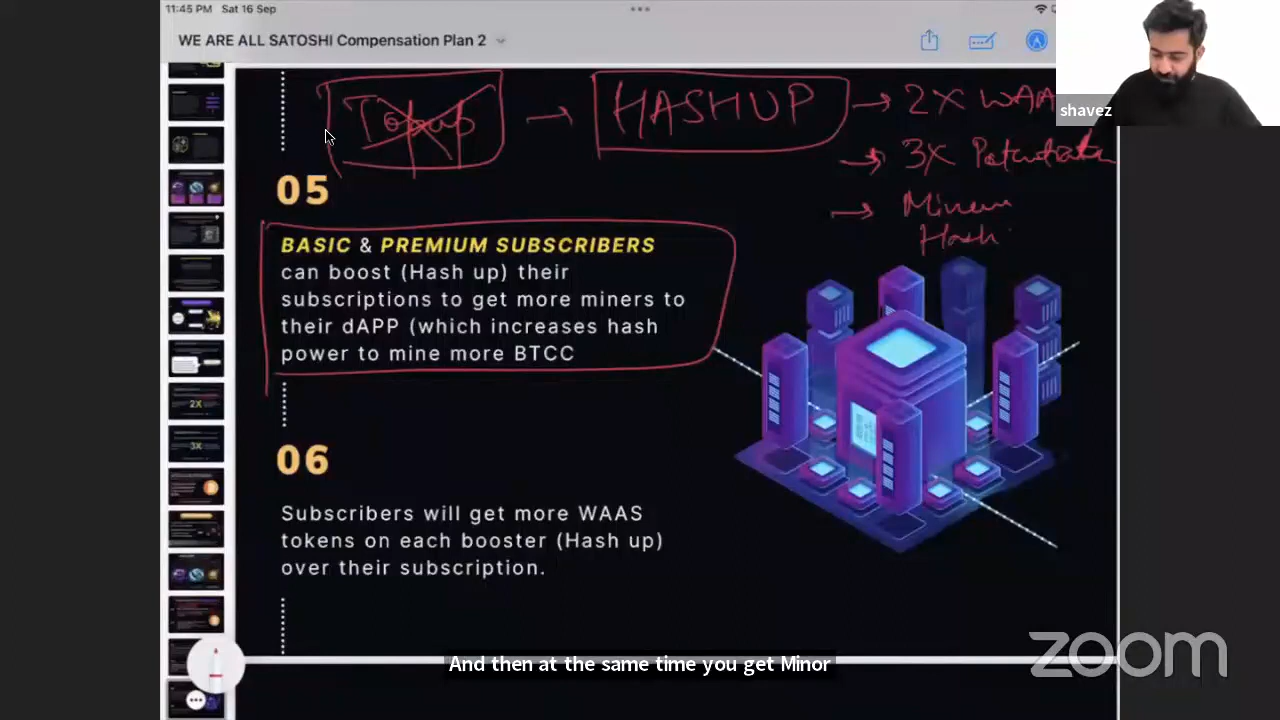 11:45 PM Sat 16 Sep
WE ARE ALL SATOSHI Compensation Plan 2
shavez
Topup → HASHUP → 2X WAA
→ 3X Potential
→ Miner
Hash
05
BASIC & PREMIUM SUBSCRIBERS
can boost (Hash up) their
subscriptions to get more miners to
their dAPP (which increases hash
power to mine more BTCC
06
Subscribers will get more WAAS
tokens on each booster (Hash up)
over their subscription.
zoom
And then at the same time you get Minor